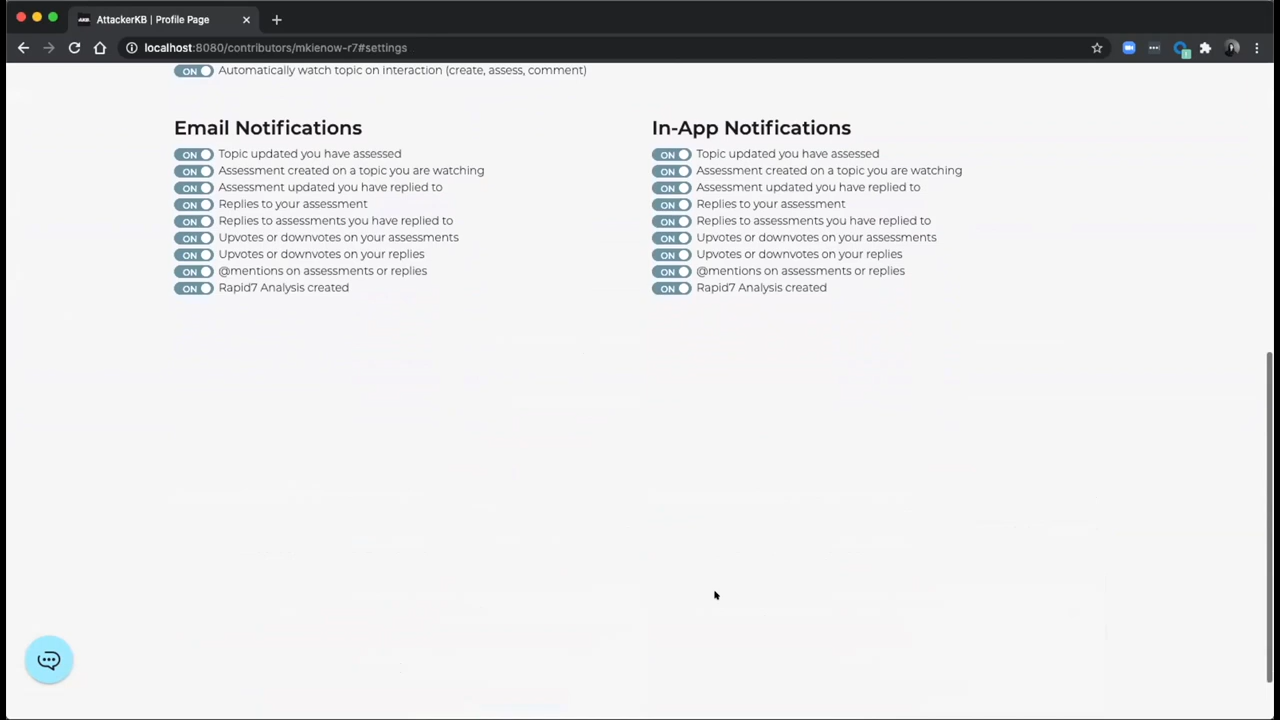 AttackerKB | Profile Page
localhost:8080/contributors/mkienow-r7#settings
ON Automatically watch topic on interaction (create, assess, comment)
Email Notifications
ON Topic updated you have assessed
ON Assessment created on a topic you are watching
ON Assessment updated you have replied to
ON Replies to your assessment
ON Replies to assessments you have replied to
ON Upvotes or downvotes on your assessments
ON Upvotes or downvotes on your replies
ON @mentions on assessments or replies
ON Rapid7 Analysis created
In-App Notifications
ON Topic updated you have assessed
ON Assessment created on a topic you are watching
ON Assessment updated you have replied to
ON Replies to your assessment
ON Replies to assessments you have replied to
ON Upvotes or downvotes on your assessments
ON Upvotes or downvotes on your replies
ON @mentions on assessments or replies
ON Rapid7 Analysis created